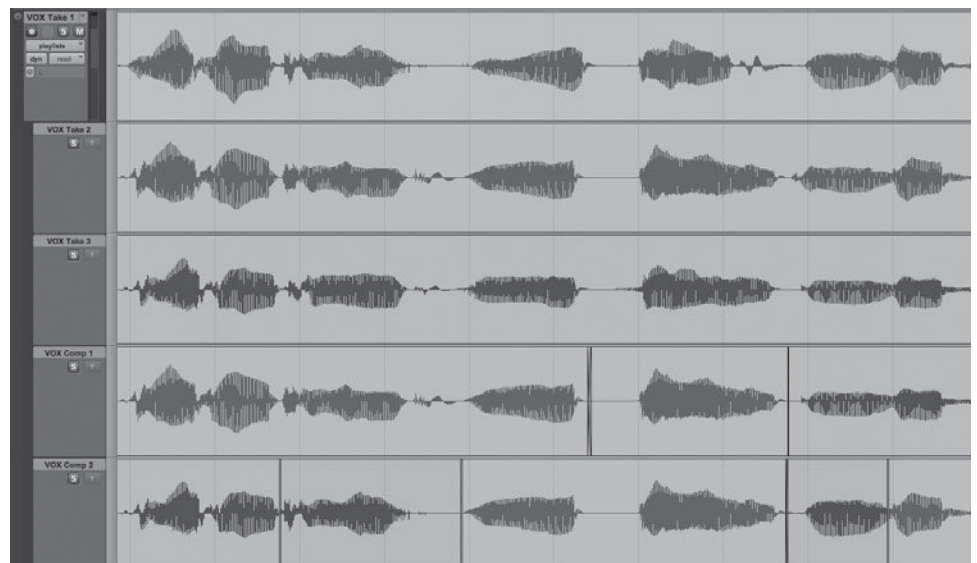 VOX Take 1
S M
playlists
dyn read
VOX Take 2
S
VOX Take 3
S
VOX Comp 1
S
VOX Comp 2
S